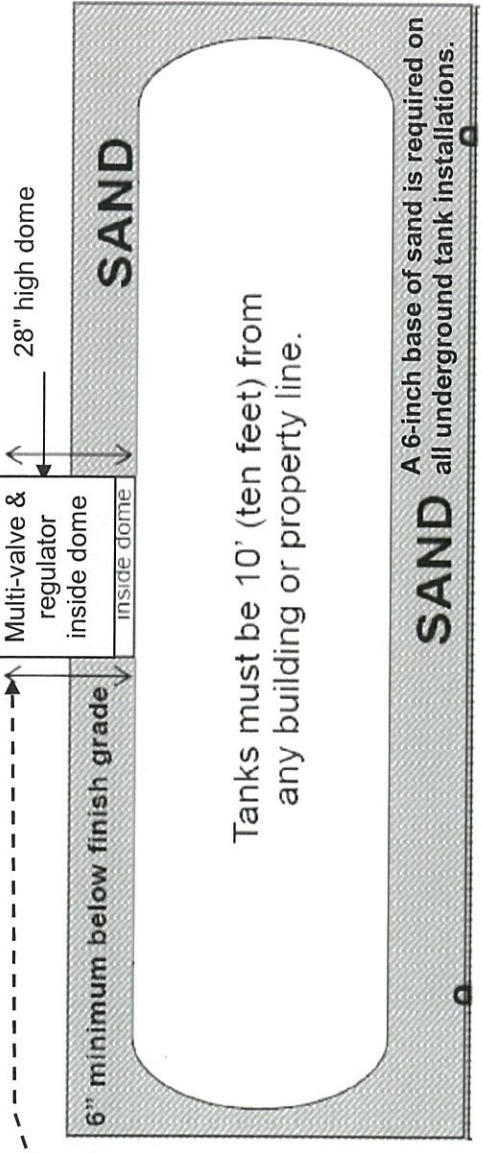 28" high dome
Multi-valve &
regulator
inside dome
inside dome
6" minimum below finish grade
SAND
Tanks must be 10' (ten feet) from
any building or property line.
SAND
A 6-inch base of sand is required on
all underground tank installations.